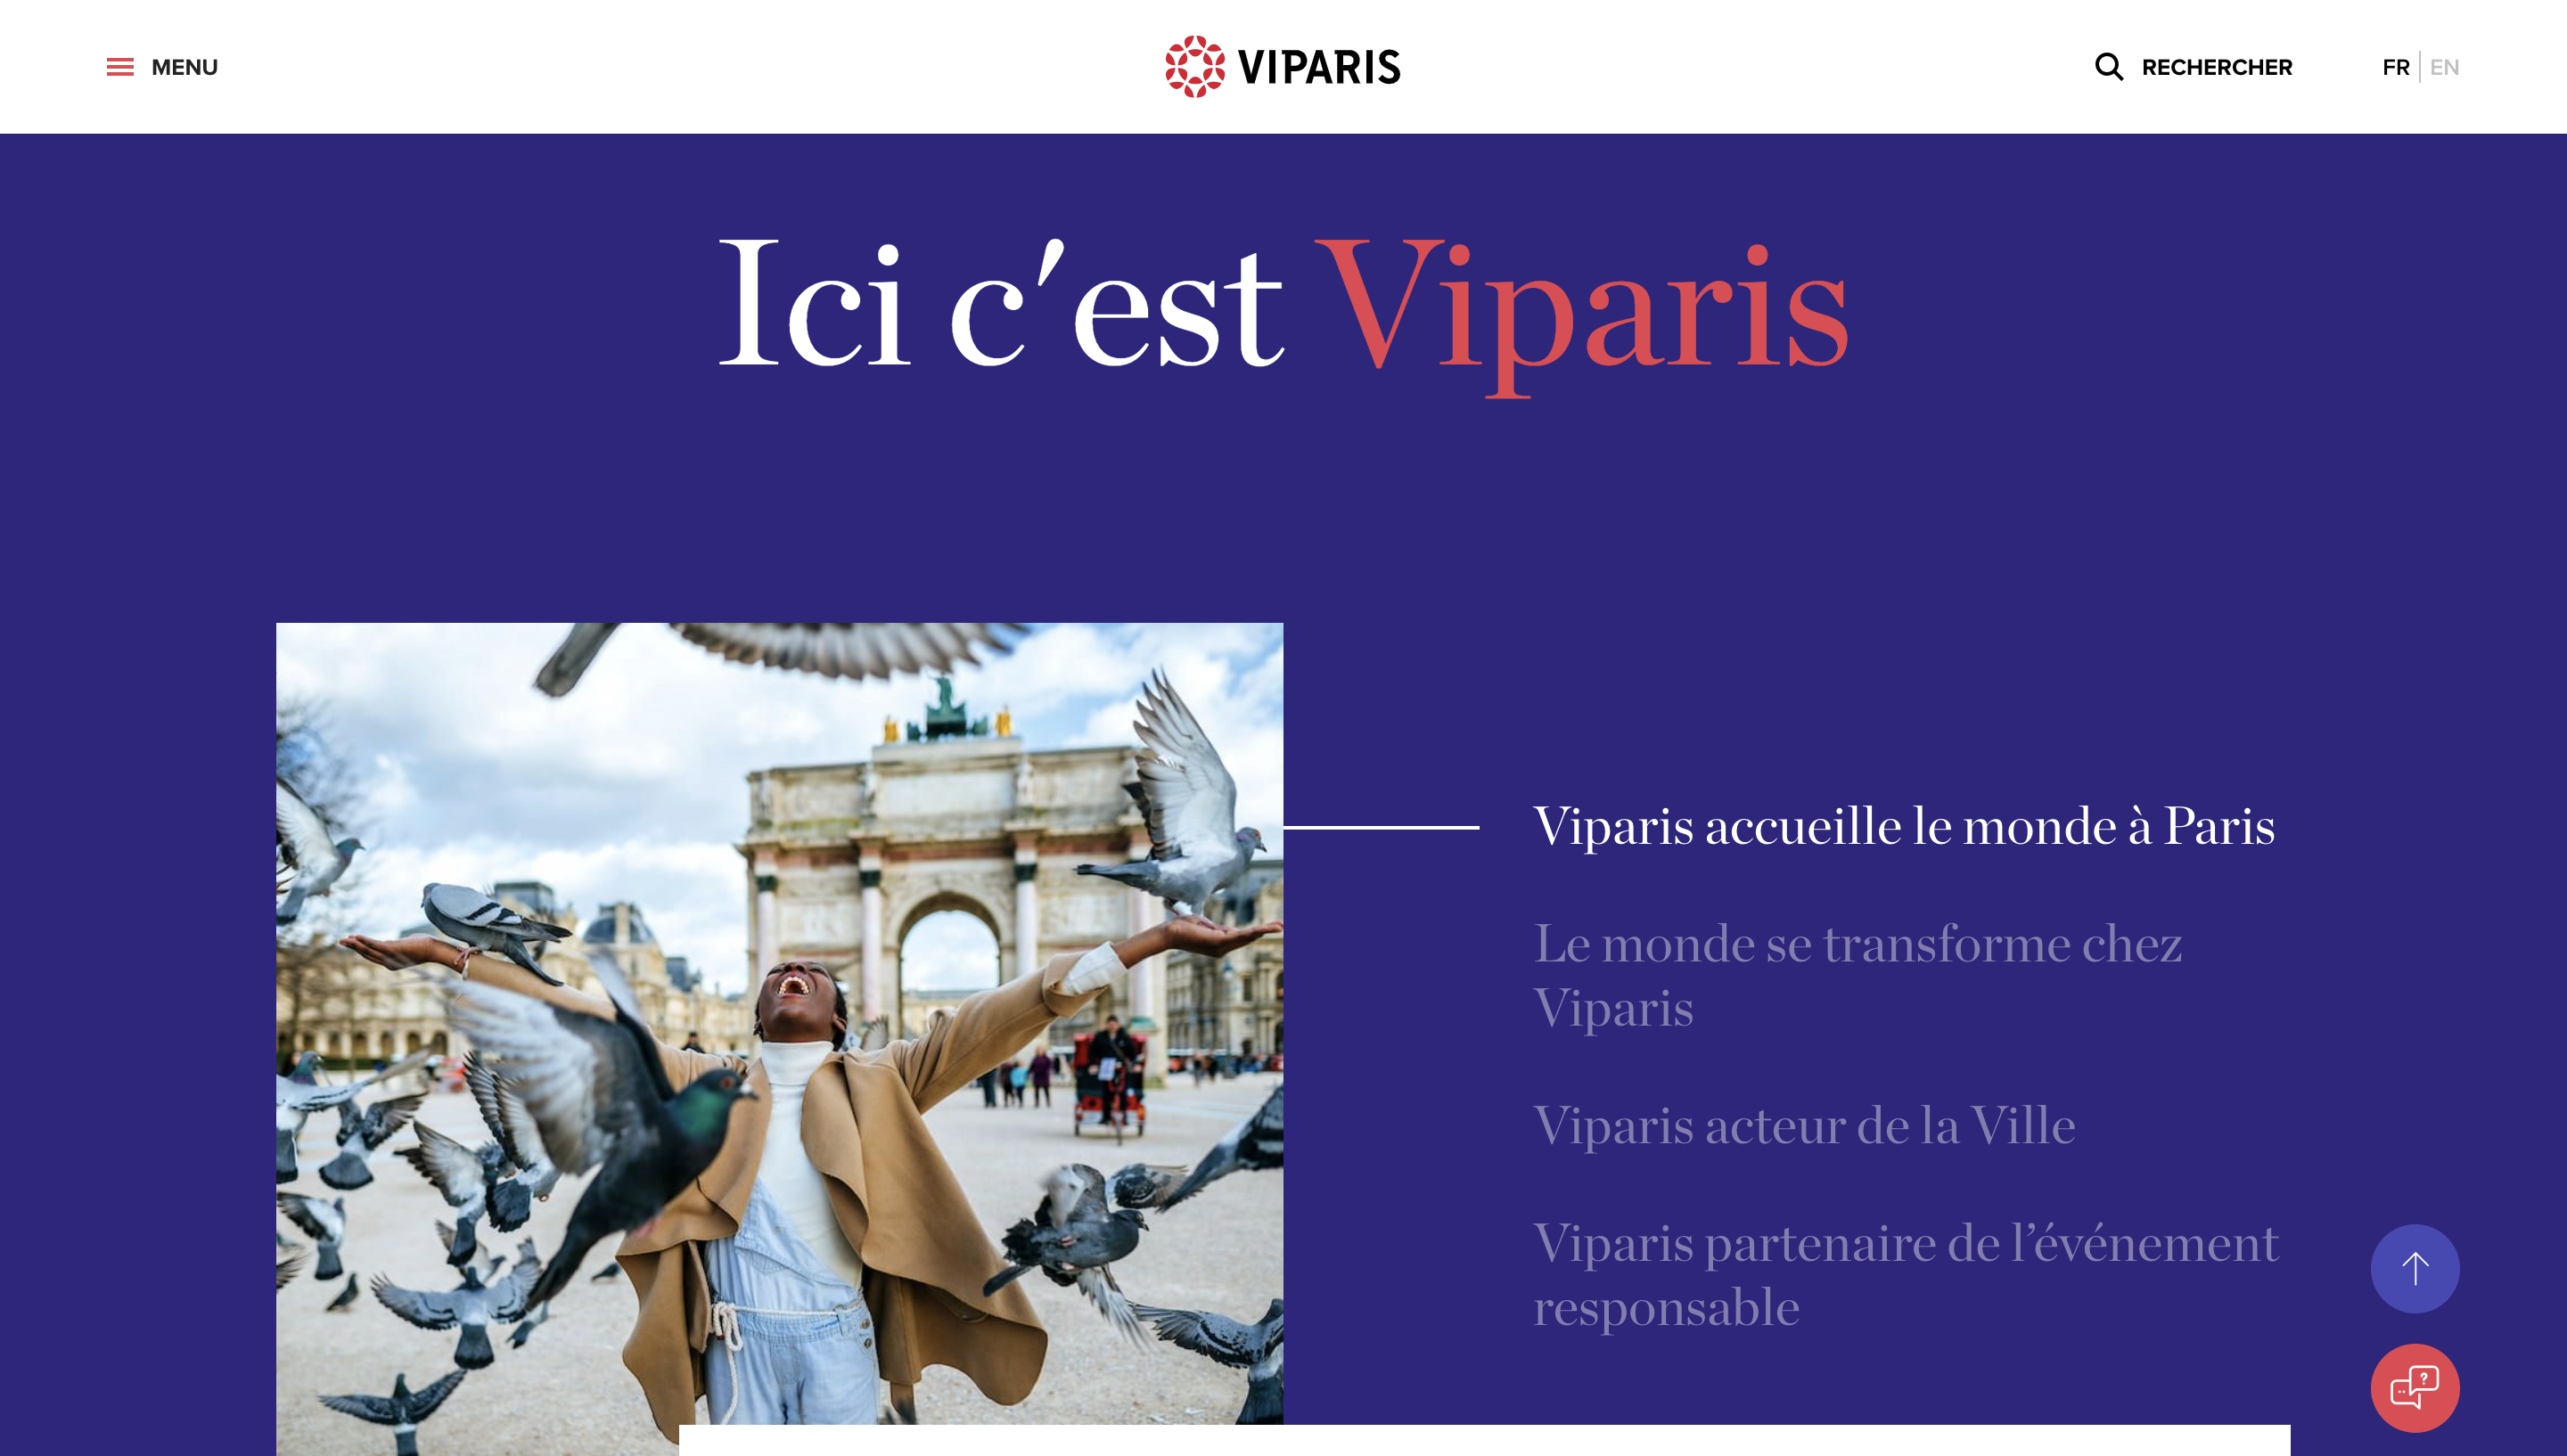 MENU
VIPARIS
RECHERCHER
FR EN
Ici c'est Viparis
Viparis accueille le monde à Paris
Le monde se transforme chez
Viparis
Viparis acteur de la Ville
Viparis partenaire de l’événement
responsable
?